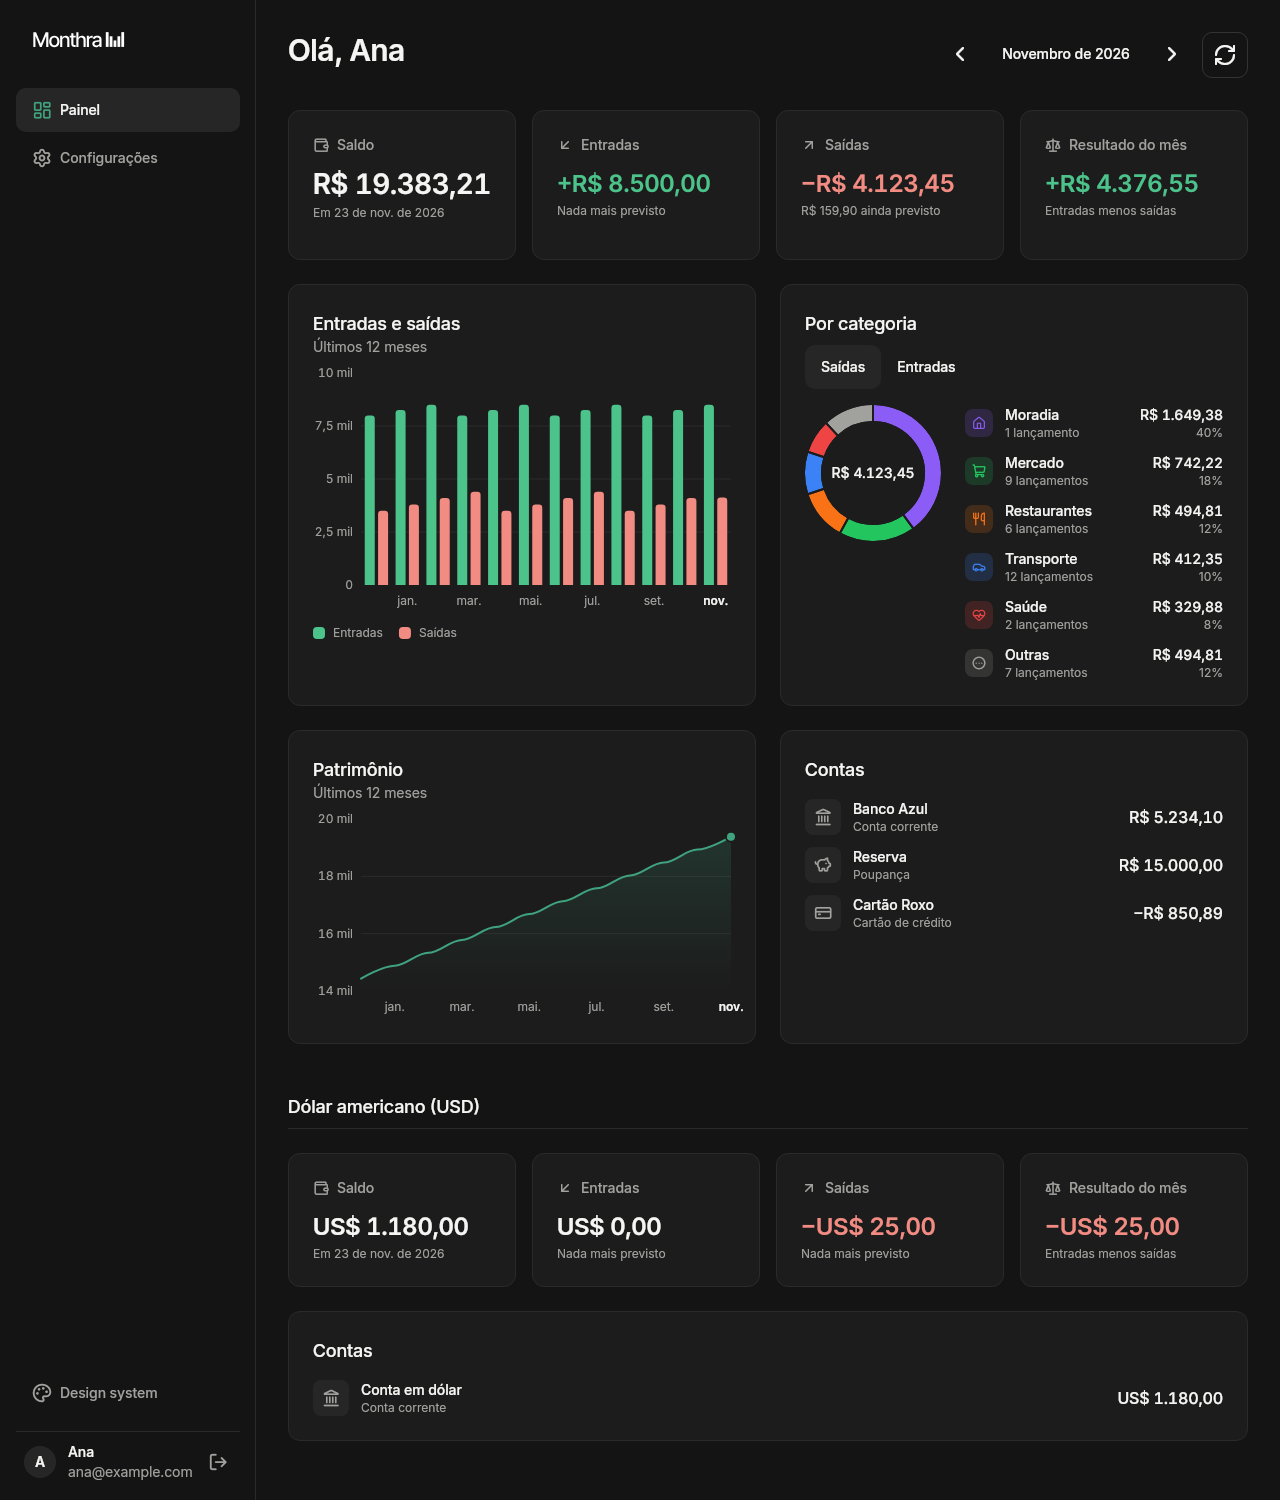 Monthra
Painel
Configurações
Design system
A
Ana
ana@example.com
Olá, Ana
Novembro de 2026
Saldo
R$ 19.383,21
Em 23 de nov. de 2026
Entradas
+R$ 8.500,00
Nada mais previsto
Saídas
−R$ 4.123,45
R$ 159,90 ainda previsto
Resultado do mês
+R$ 4.376,55
Entradas menos saídas
Entradas e saídas
Últimos 12 meses
10 mil
7,5 mil
5 mil
2,5 mil
0
jan. mar. mai. jul. set. nov.
Entradas Saídas
Por categoria
Saídas Entradas
R$ 4.123,45
Moradia R$ 1.649,38
1 lançamento 40%
Mercado R$ 742,22
9 lançamentos 18%
Restaurantes R$ 494,81
6 lançamentos 12%
Transporte R$ 412,35
12 lançamentos 10%
Saúde R$ 329,88
2 lançamentos 8%
Outras R$ 494,81
7 lançamentos 12%
Patrimônio
Últimos 12 meses
20 mil
18 mil
16 mil
14 mil
jan. mar. mai. jul. set. nov.
Contas
Banco Azul R$ 5.234,10
Conta corrente
Reserva R$ 15.000,00
Poupança
Cartão Roxo −R$ 850,89
Cartão de crédito
Dólar americano (USD)
Saldo
US$ 1.180,00
Em 23 de nov. de 2026
Entradas
US$ 0,00
Nada mais previsto
Saídas
−US$ 25,00
Nada mais previsto
Resultado do mês
−US$ 25,00
Entradas menos saídas
Contas
Conta em dólar US$ 1.180,00
Conta corrente